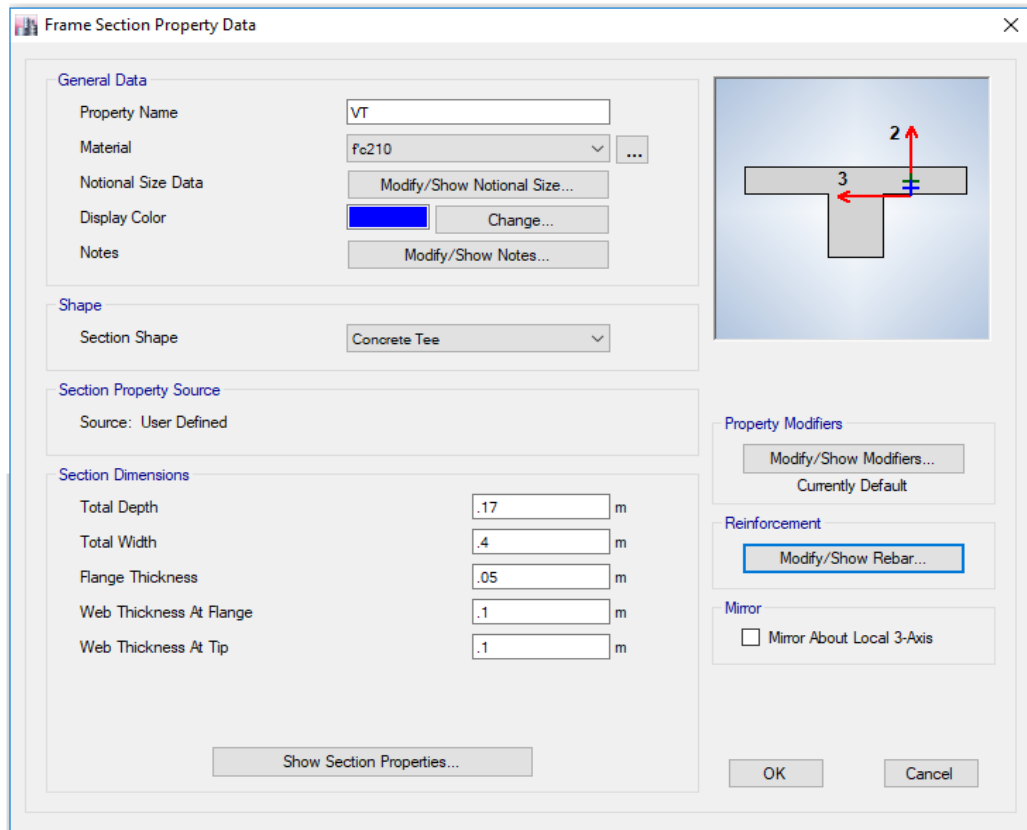 Frame Section Property Data
General Data
Property Name VT
Material f'c210 ...
Notional Size Data Modify/Show Notional Size...
Display Color Change...
Notes Modify/Show Notes...
Shape
Section Shape Concrete Tee
Section Property Source
Source: User Defined
Section Dimensions
Total Depth .17 m
Total Width .4 m
Flange Thickness .05 m
Web Thickness At Flange .1 m
Web Thickness At Tip .1 m
Show Section Properties...
2
3
Property Modifiers
Modify/Show Modifiers...
Currently Default
Reinforcement
Modify/Show Rebar...
Mirror
Mirror About Local 3-Axis
OK Cancel